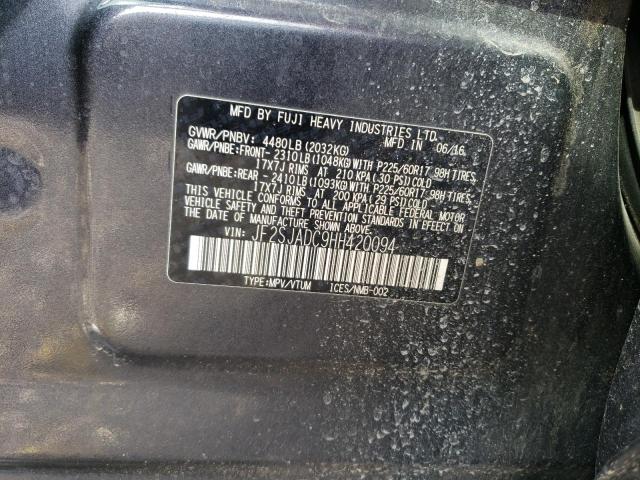 MFD BY FUJI HEAVY INDUSTRIES LTD.
GVWR/PNBV: 4480LB(2032KG) MFD IN 06/16
GAWR/PNBE:FRONT- 2310LB(1048KG)WITH P225/60R17 98H TIRES
17X7J RIMS AT 210 KPA(30 PSI)COLD
GAWR/PNBE:REAR - 2410LB(1093KG)WITH P225/60R17 98H TIRES
17X7J RIMS AT 200 KPA(29 PSI)COLD
THIS VEHICLE CONFORMS TO ALL APPLICABLE FEDERAL MOTOR
VEHICLE SAFETY AND THEFT PREVENTION STANDARDS IN EFFECT ON
THE DATE OF MANUFACTURE SHOWN ABOVE.
VIN: JF2SJADC9HH420094
TYPE:MPV/VTUM ICES/NMB-002